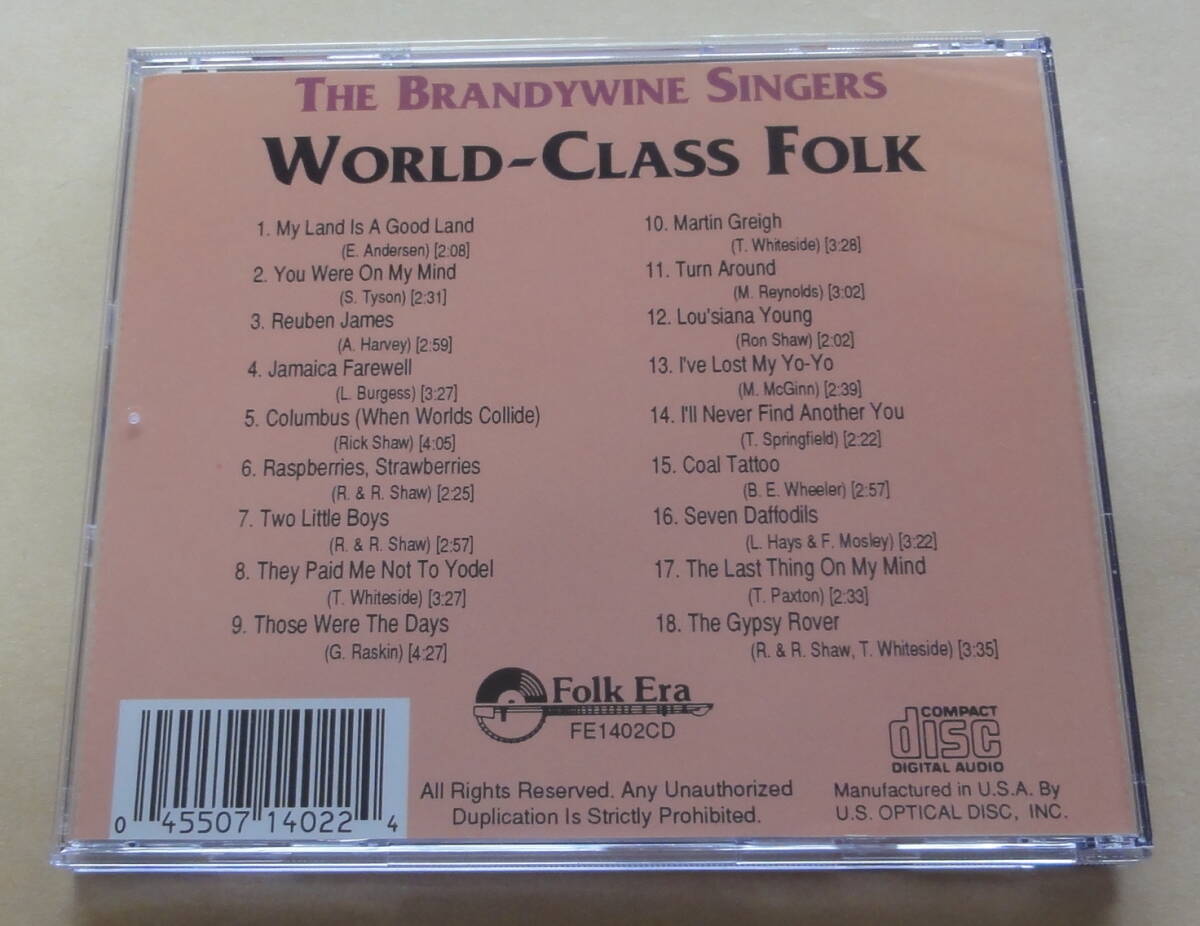 THE BRANDYWINE SINGERS
WORLD-CLASS FOLK
1. My Land Is A Good Land
(E. Andersen) [2:08]
2. You Were On My Mind
(S. Tyson) [2:31]
3. Reuben James
(A. Harvey) [2:59]
4. Jamaica Farewell
(L. Burgess) [3:27]
5. Columbus (When Worlds Collide)
(Rick Shaw) [4:05]
6. Raspberries, Strawberries
(R. & R. Shaw) [2:25]
7. Two Little Boys
(R. & R. Shaw) [2:57]
8. They Paid Me Not To Yodel
(T. Whiteside) [3:27]
9. Those Were The Days
(G. Raskin) [4:27]
10. Martin Greigh
(T. Whiteside) [3:28]
11. Turn Around
(M. Reynolds) [3:02]
12. Lou'siana Young
(Ron Shaw) [2:02]
13. I've Lost My Yo-Yo
(M. McGinn) [2:39]
14. I'll Never Find Another You
(T. Springfield) [2:22]
15. Coal Tattoo
(B. E. Wheeler) [2:57]
16. Seven Daffodils
(L. Hays & F. Mosley) [3:22]
17. The Last Thing On My Mind
(T. Paxton) [2:33]
18. The Gypsy Rover
(R. & R. Shaw, T. Whiteside) [3:35]
Folk Era
FE1402CD
COMPACT
disc
DIGITAL AUDIO
0 45507 14022 4
All Rights Reserved. Any Unauthorized
Duplication Is Strictly Prohibited.
Manufactured in U.S.A. By
U.S. OPTICAL DISC, INC.